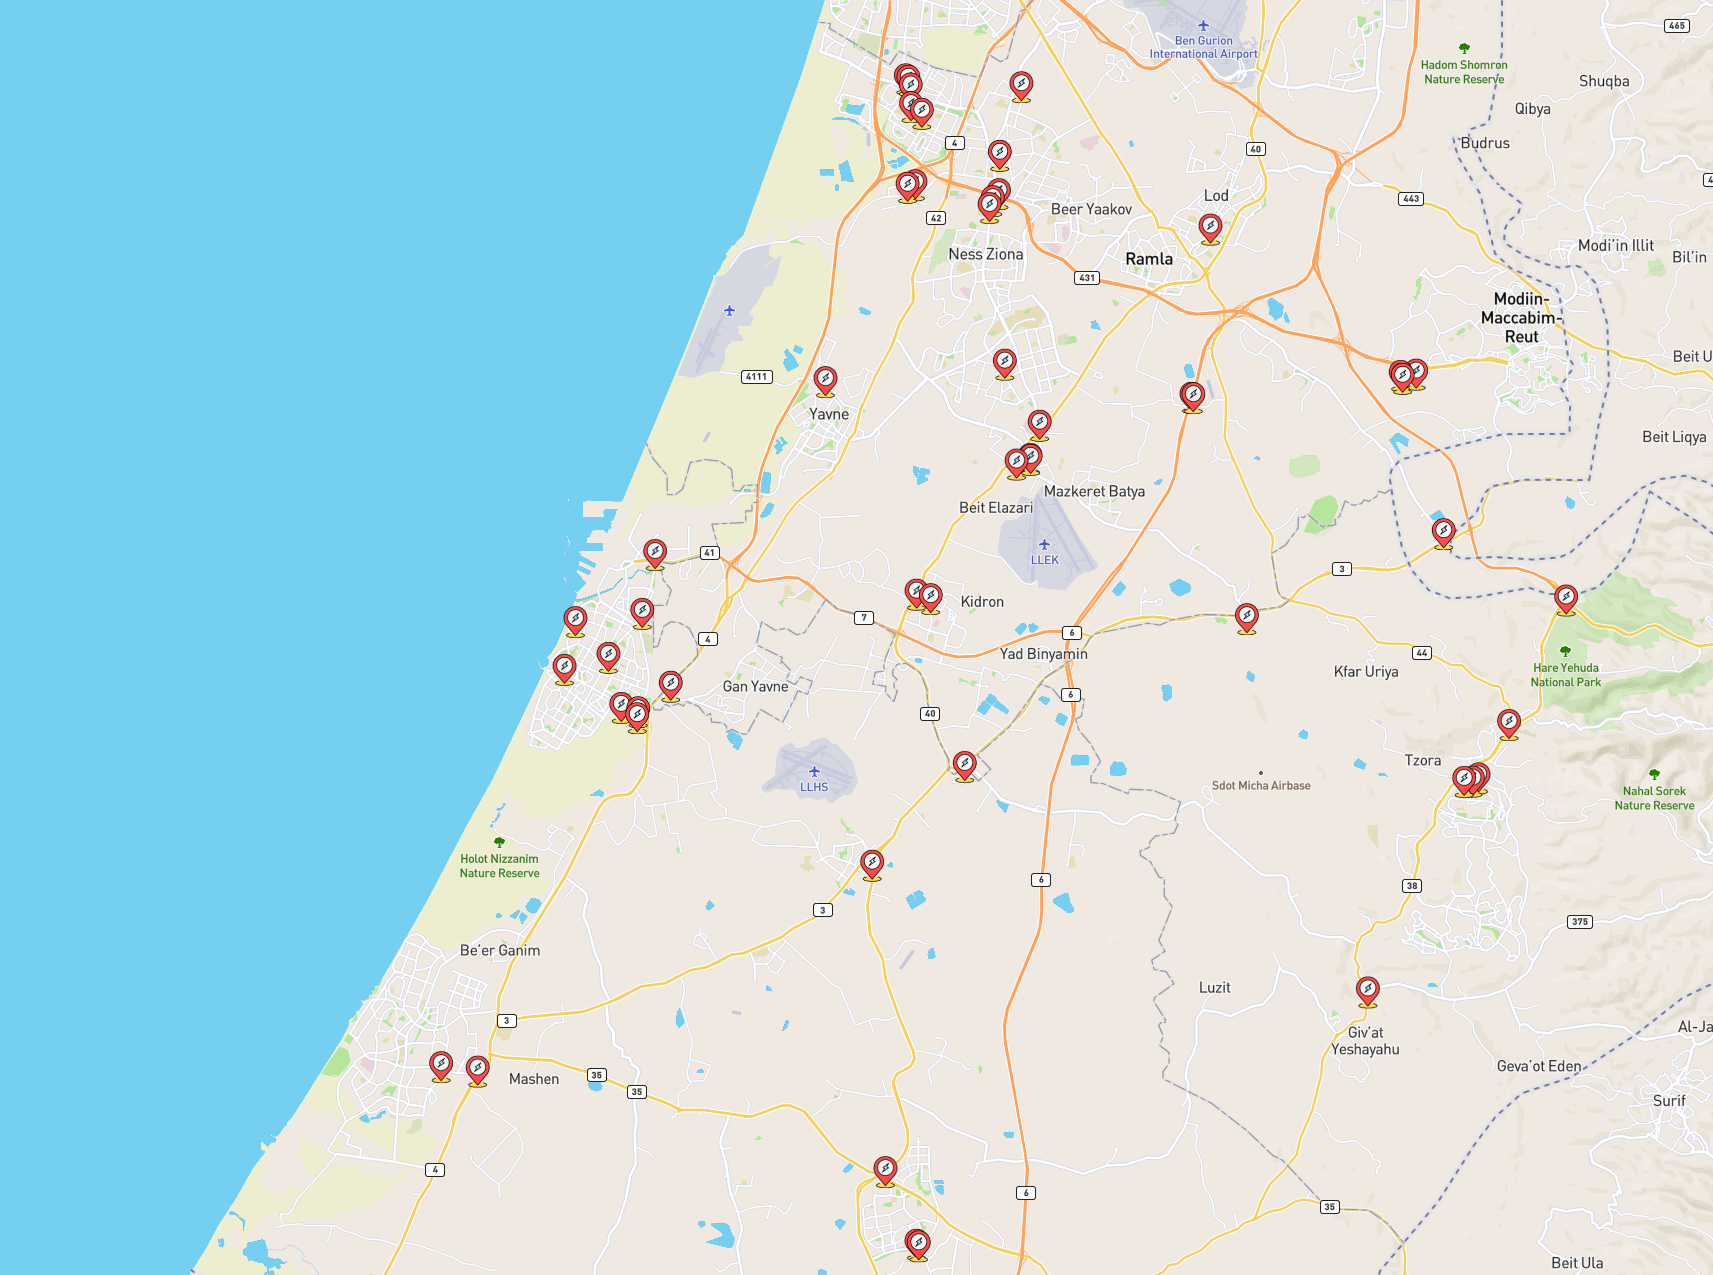 465
Ben Gurion
International Airport
Hadom Shomron
Nature Reserve
Shuqba
Qibya
4
40
Budrus
443
Lod
Beer Yaakov
42
Ness Ziona
Ramla
Modi'in Illit
Bil'in
431
Modiin-
Maccabim-
Reut
Beit U
4111
Yavne
Beit Liqya
Mazkeret Batya
Beit Elazari
LLEK
41
3
Kidron
7
6
4
Yad Binyamin
44
Kfar Uriya
Hare Yehuda
National Park
Gan Yavne
6
40
Tzora
LLHS
Sdot Micha Airbase
Nahal Sorek
Nature Reserve
Holot Nizzanim
Nature Reserve
6
38
3
375
Be'er Ganim
Luzit
3
Giv'at
Yeshayahu
Al-Ja
Geva'ot Eden
Mashen
35
35
Surif
4
6
35
Beit Ula